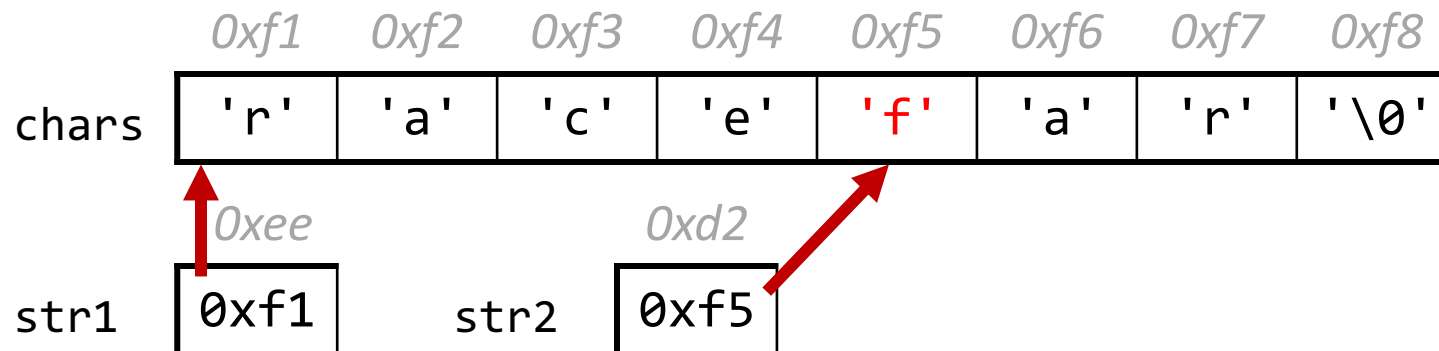 0xf1 0xf2 0xf3 0xf4 0xf5 0xf6 0xf7 0xf8
chars 'r' 'a' 'c' 'e' 'f' 'a' 'r' '\0'
0xee 0xd2
str1 0xf1 str2 0xf5